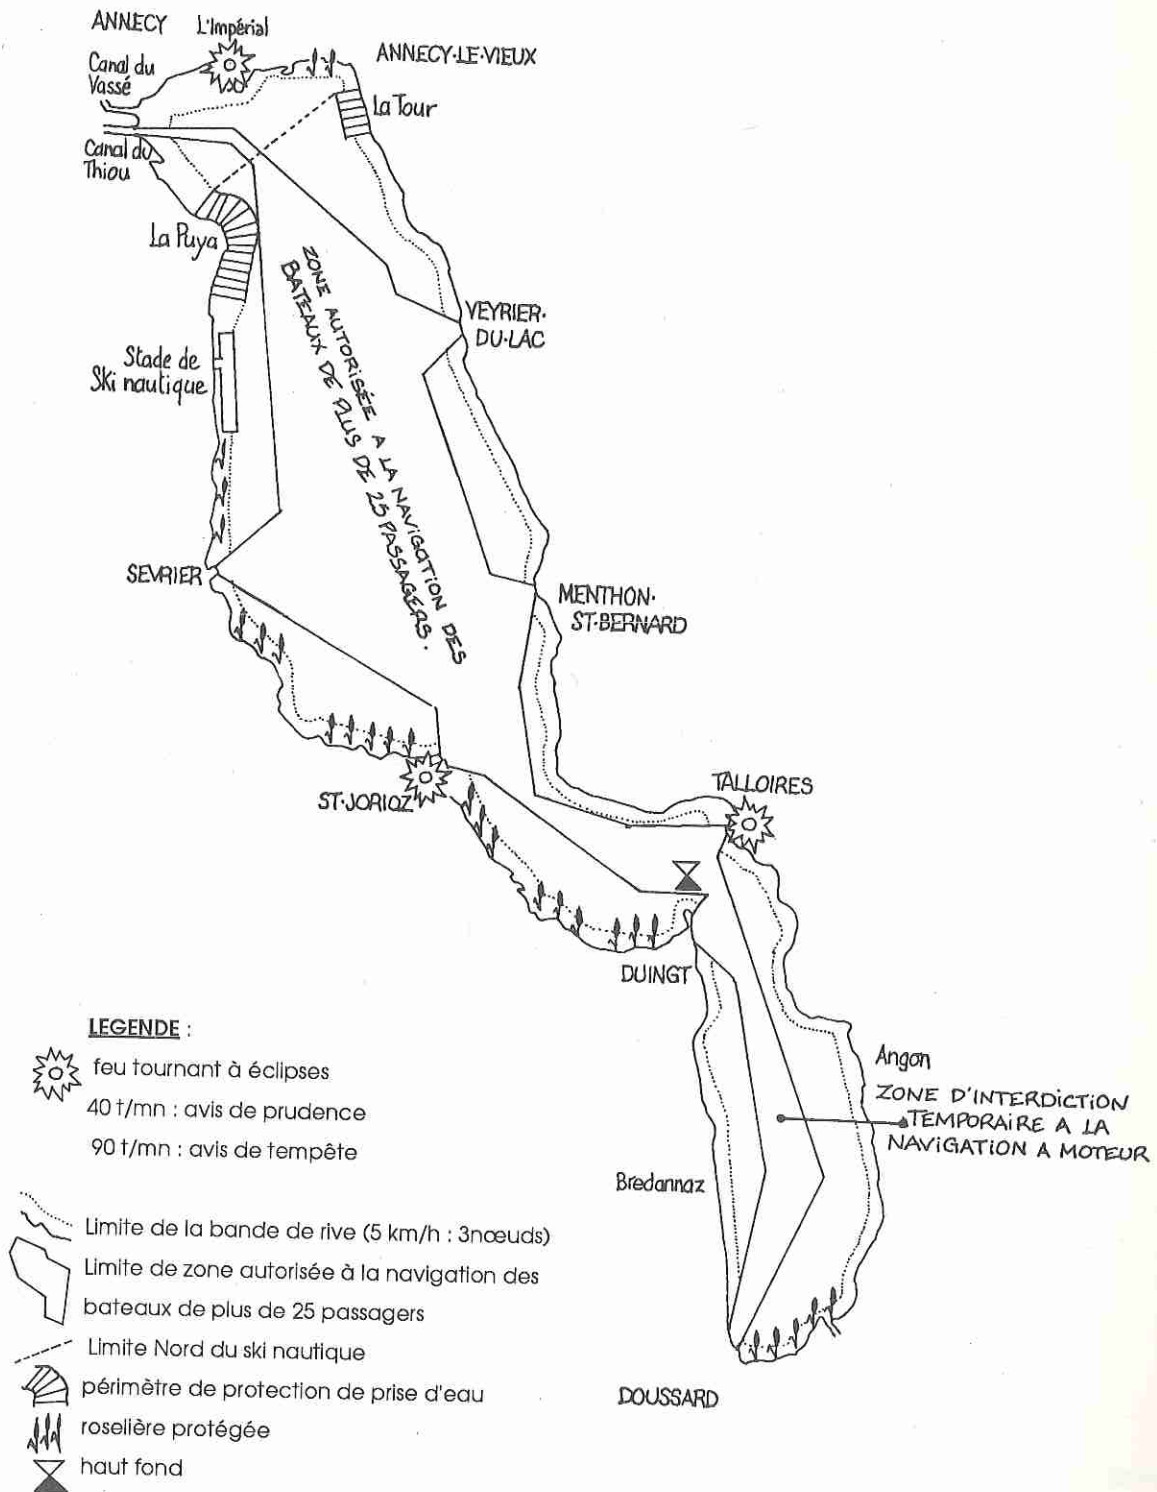 ANNECY
L'Impérial
ANNECY-LE-VIEUX
Canal du
Vassé
La Tour
Canal du
Thiou
La Puya
ZONE AUTORISÉE A LA NAVIGATION DES
BATEAUX DE PLUS DE 25 PASSAGERS.
VEYRIER-
DU-LAC
Stade de
Ski nautique
SEVRIER
MENTHON-
ST-BERNARD
TALLOIRES
ST-JORIOZ
DUINGT
Angon
ZONE D'INTERDICTION
TEMPORAIRE A LA
NAVIGATION A MOTEUR
Bredannaz
DOUSSARD
LEGENDE :
feu tournant à éclipses
40 t/mn : avis de prudence
90 t/mn : avis de tempête
Limite de la bande de rive (5 km/h : 3nœuds)
Limite de zone autorisée à la navigation des
bateaux de plus de 25 passagers
Limite Nord du ski nautique
périmètre de protection de prise d'eau
roselière protégée
haut fond